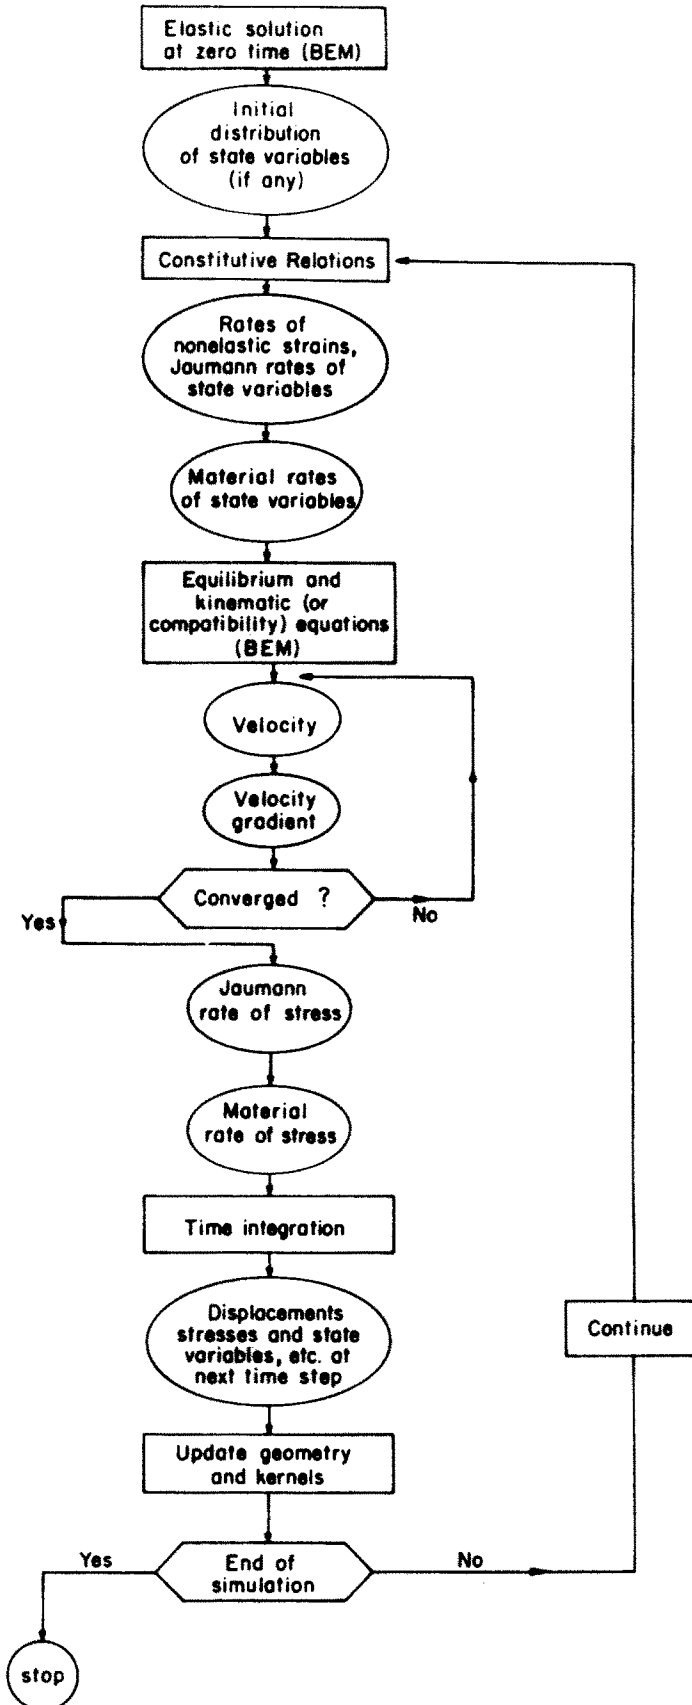 Elastic solution
at zero time (BEM)
Initial
distribution
of state variables
(if any)
Constitutive Relations
Rates of
nonelastic strains,
Jaumann rates of
state variables
Material rates
of state variables
Equilibrium and
kinematic (or
compatibility) equations
(BEM)
Velocity
Velocity
gradient
Converged ?
Yes
No
Jaumann
rate of stress
Material
rate of stress
Time integration
Displacements
stresses and state
variables, etc. at
next time step
Continue
Update geometry
and kernels
Yes
End of
simulation
No
stop